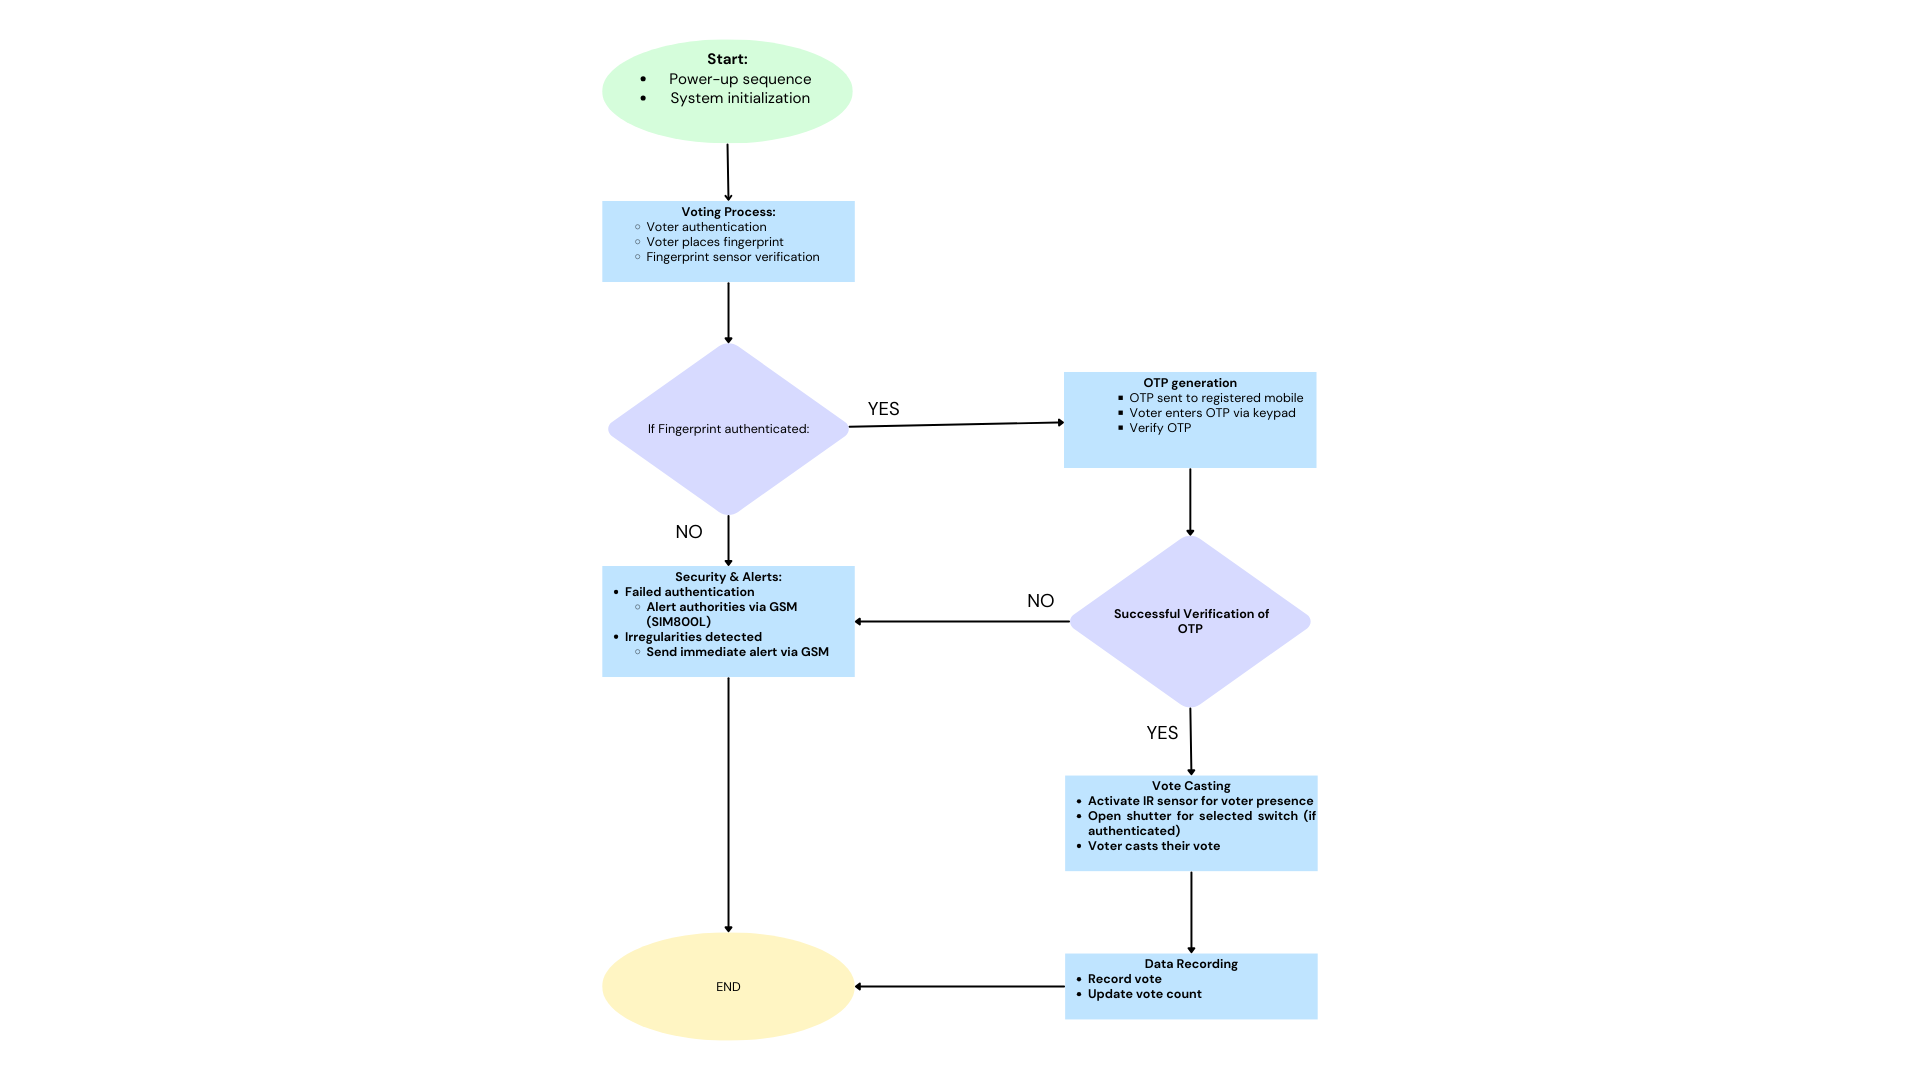 Start:
• Power-up sequence
• System initialization
Voting Process:
○ Voter authentication
○ Voter places fingerprint
○ Fingerprint sensor verification
If Fingerprint authenticated:
YES
OTP generation
▪ OTP sent to registered mobile
▪ Voter enters OTP via keypad
▪ Verify OTP
NO
Security & Alerts:
• Failed authentication
○ Alert authorities via GSM
(SIM800L)
• Irregularities detected
○ Send immediate alert via GSM
NO
Successful Verification of
OTP
YES
Vote Casting
• Activate IR sensor for voter presence
• Open shutter for selected switch (if
authenticated)
• Voter casts their vote
Data Recording
• Record vote
• Update vote count
END